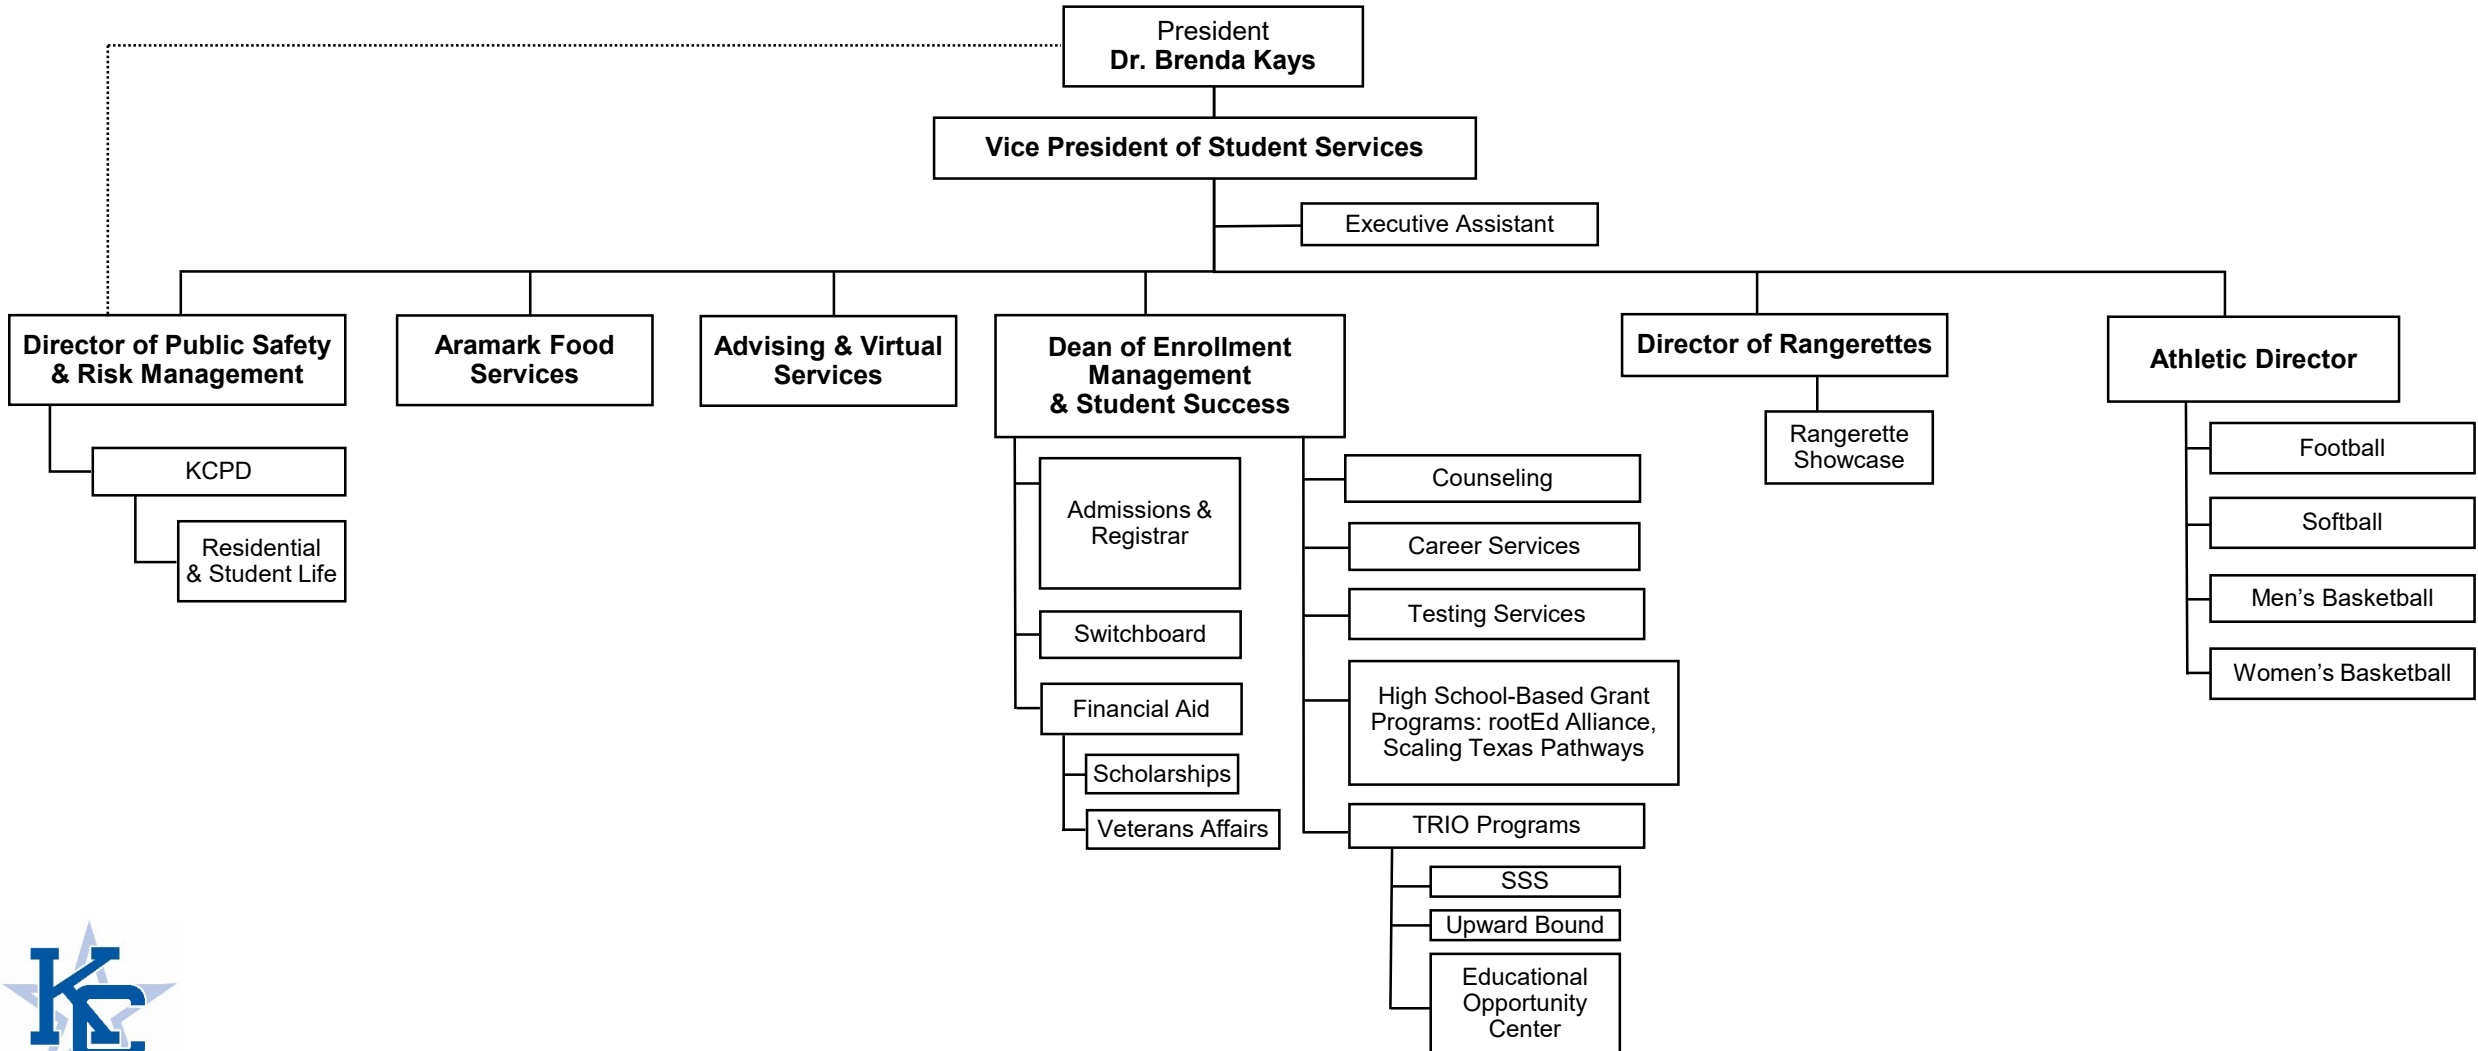 President
Dr. Brenda Kays
Vice President of Student Services
Executive Assistant
Director of Public Safety
& Risk Management
KCPD
Residential
& Student Life
Aramark Food
Services
Advising & Virtual
Services
Dean of Enrollment
Management
& Student Success
Admissions &
Registrar
Switchboard
Financial Aid
Scholarships
Veterans Affairs
Counseling
Career Services
Testing Services
High School-Based Grant
Programs: rootEd Alliance,
Scaling Texas Pathways
TRIO Programs
SSS
Upward Bound
Educational
Opportunity
Center
Director of Rangerettes
Rangerette
Showcase
Athletic Director
Football
Softball
Men’s Basketball
Women’s Basketball
KC